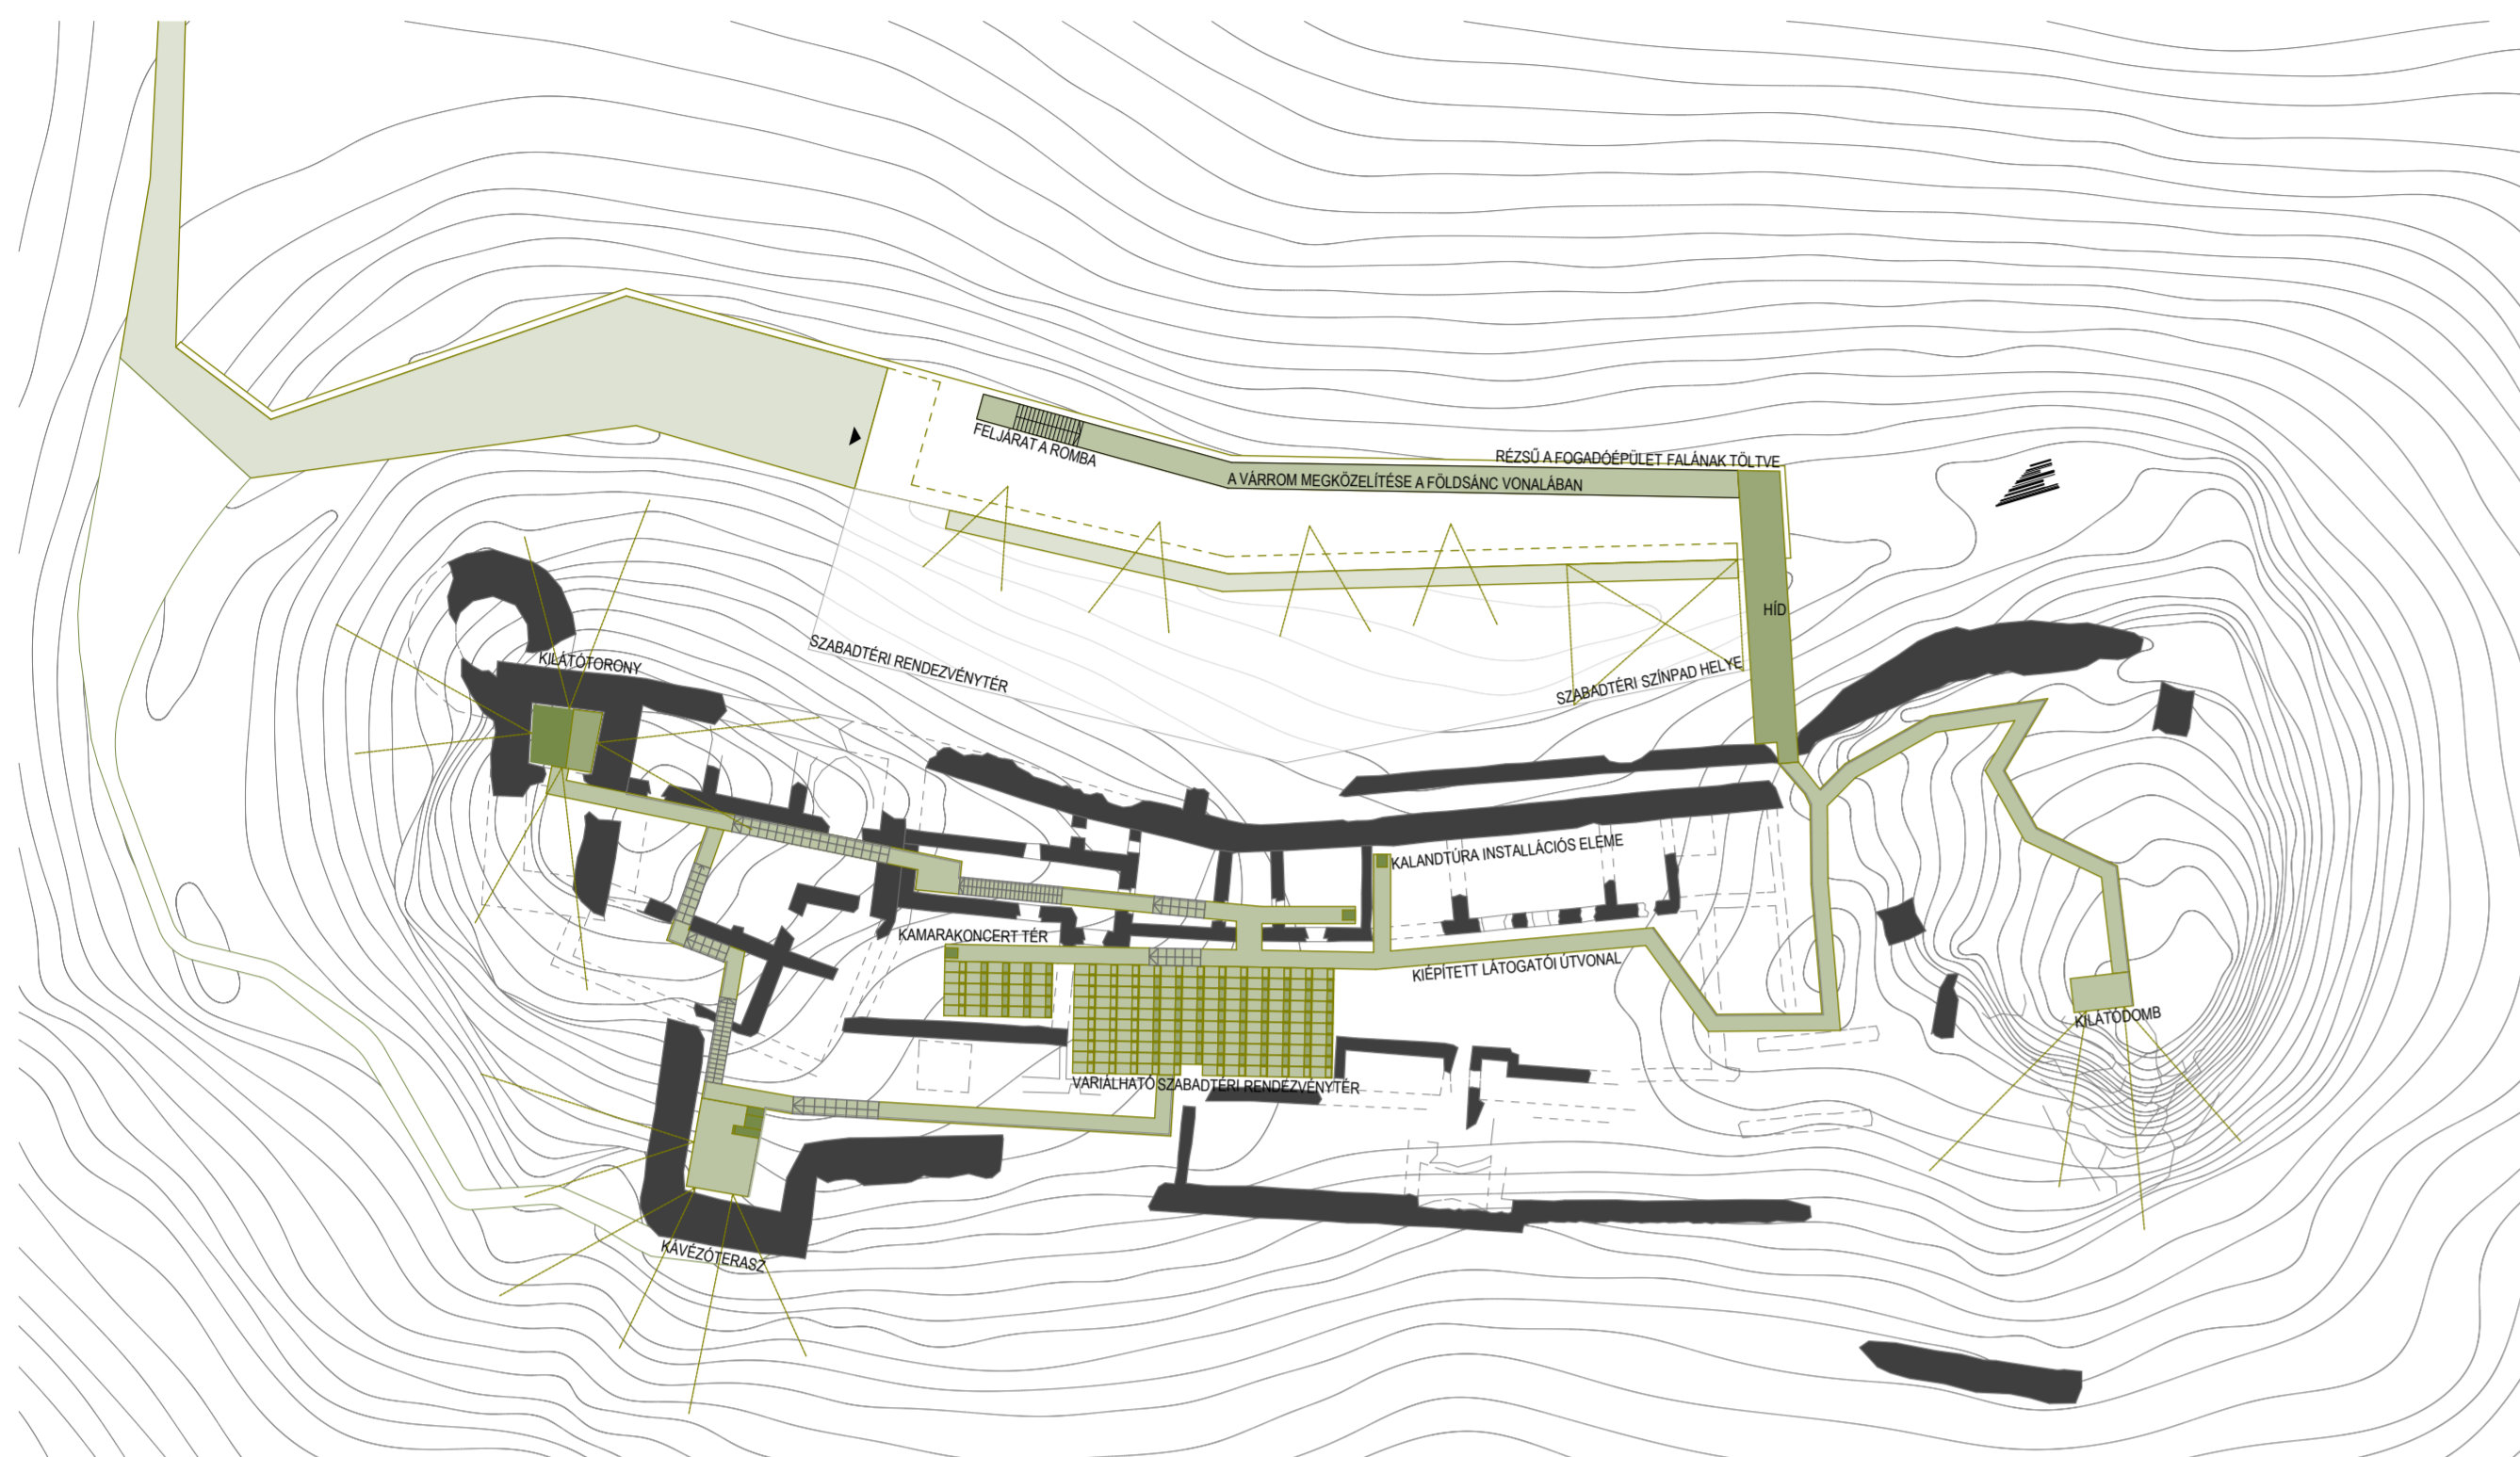 FELJÁRAT A ROMBA
RÉZSŰ A FOGADÓÉPÜLET FALÁNAK TÖLTVE
A VÁRROM MEGKÖZELÍTÉSE A FÖLDSÁNC VONALÁBAN
HÍD
SZABADTÉRI RENDEZVÉNYTÉR
KILÁTÓTORONY
SZABADTÉRI SZÍNPAD HELYE
KALANDTÚRA INSTALLÁCIÓS ELEME
KAMARAKONCERT TÉR
KIÉPÍTETT LÁTOGATÓI ÚTVONAL
KILÁTÓDOMB
VARIÁLHATÓ SZABADTÉRI RENDEZVÉNYTÉR
KÁVÉZÓTERASZ